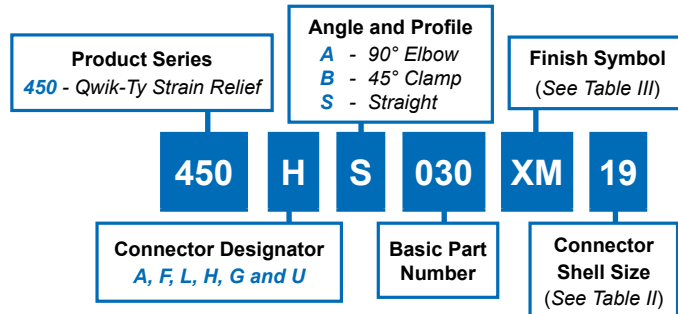 Product Series
450 - Qwik-Ty Strain Relief
Angle and Profile
A - 90° Elbow
B - 45° Clamp
S - Straight
Finish Symbol
(See Table III)
450 H S 030 XM 19
Connector Designator
A, F, L, H, G and U
Basic Part
Number
Connector
Shell Size
(See Table II)